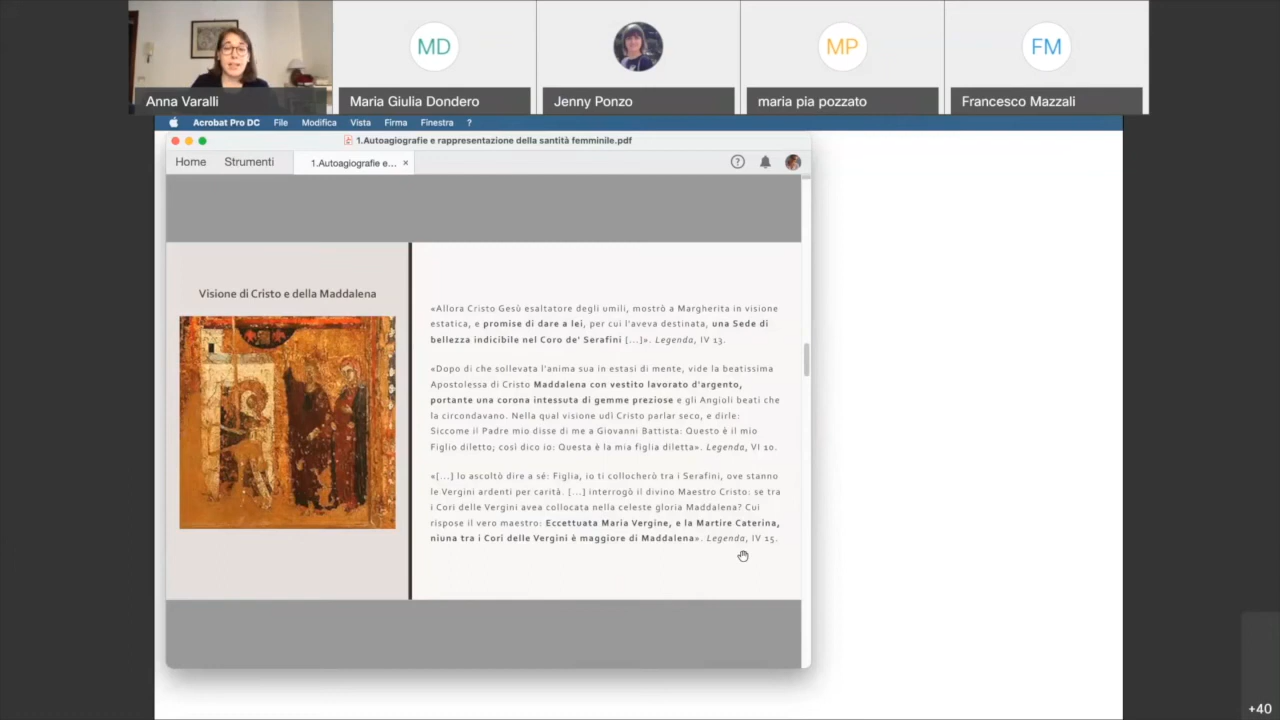 MD
MP
FM
Anna Varalli
Maria Giulia Dondero
Jenny Ponzo
maria pia pozzato
Francesco Mazzali
Acrobat Pro DC File Modifica Vista Firma Finestra ?
1.Autoagiografie e rappresentazione della santità femminile.pdf
Home Strumenti 1.Autoagiografie e... × ?
Visione di Cristo e della Maddalena
«Allora Cristo Gesù esaltatore degli umili, mostrò a Margherita in visione
estatica, e promise di dare a lei, per cui l'aveva destinata, una Sede di
bellezza indicibile nel Coro de' Serafini [...]». Legenda, IV 13.
«Dopo di che sollevata l'anima sua in estasi di mente, vide la beatissima
Apostolessa di Cristo Maddalena con vestito lavorato d'argento,
portante una corona intessuta di gemme preziose e gli Angioli beati che
la circondavano. Nella qual visione udì Cristo parlar seco, e dirle:
Siccome il Padre mio disse di me a Giovanni Battista: Questo è il mio
Figlio diletto; così dico io: Questa è la mia figlia diletta». Legenda, VI 10.
«[...] lo ascoltò dire a sé: Figlia, io ti collocherò tra i Serafini, ove stanno
le Vergini ardenti per carità. [...] interrogò il divino Maestro Cristo: se tra
i Cori delle Vergini avea collocata nella celeste gloria Maddalena? Cui
rispose il vero maestro: Eccettuata Maria Vergine, e la Martire Caterina,
niuna tra i Cori delle Vergini è maggiore di Maddalena». Legenda, IV 15.
+40